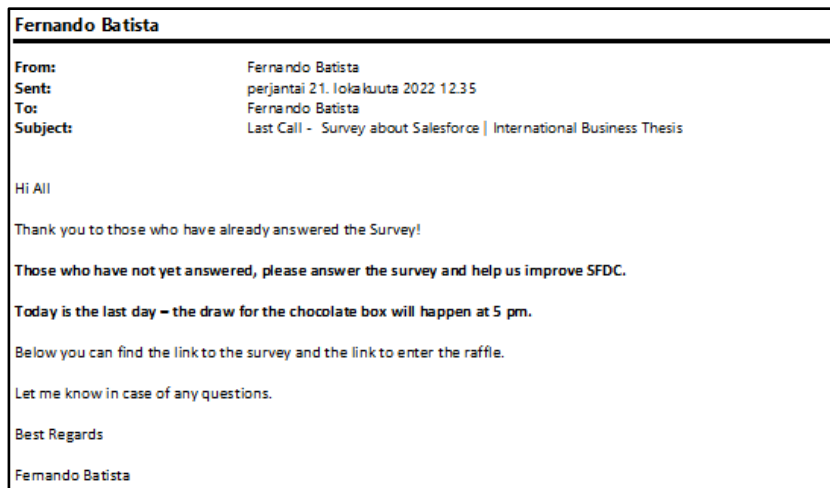 Fernando Batista
From: Fernando Batista
Sent: perjantai 21. lokakuuta 2022 12.35
To: Fernando Batista
Subject: Last Call - Survey about Salesforce | International Business Thesis
Hi All
Thank you to those who have already answered the Survey!
Those who have not yet answered, please answer the survey and help us improve SFDC.
Today is the last day – the draw for the chocolate box will happen at 5 pm.
Below you can find the link to the survey and the link to enter the raffle.
Let me know in case of any questions.
Best Regards
Fernando Batista